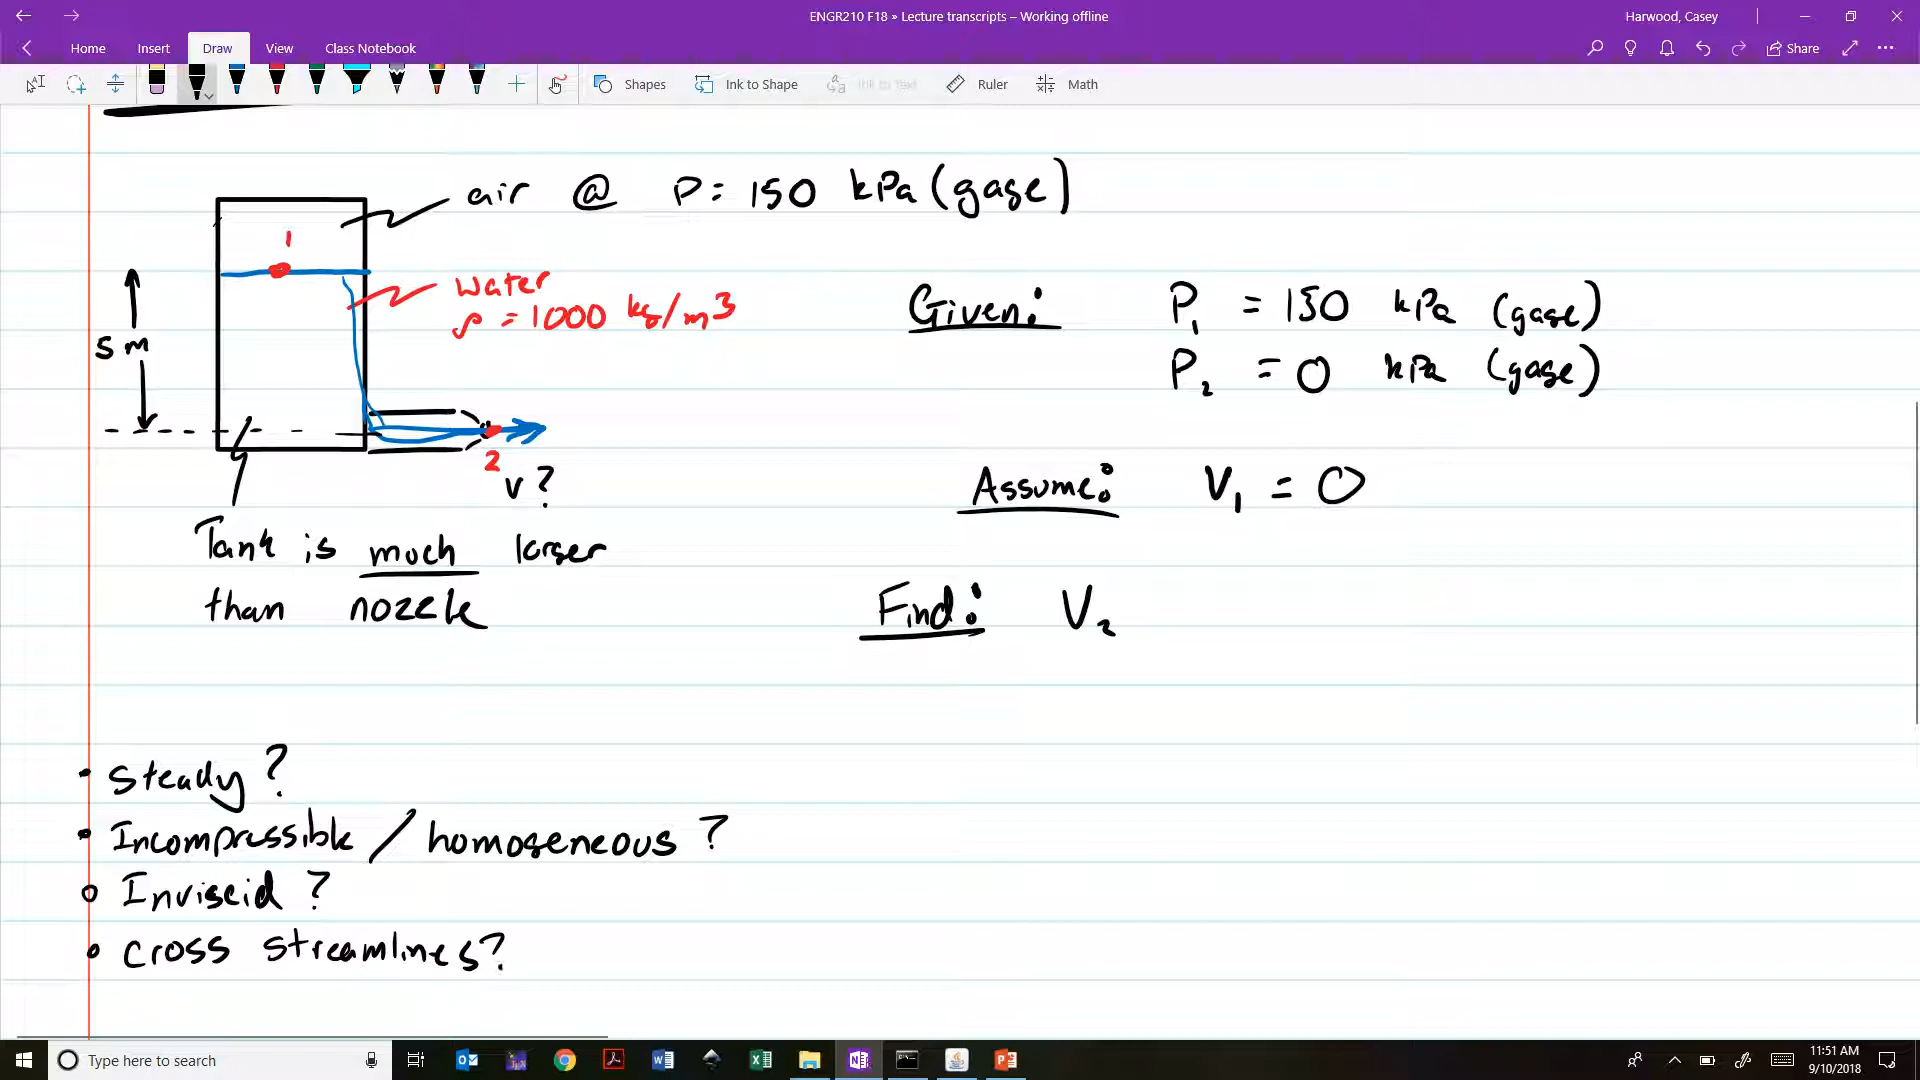 ENGR210 F18 » Lecture transcripts – Working offline
Harwood, Casey
Home Insert Draw View Class Notebook
Share
Shapes Ink to Shape Ink to Text Ruler Math
air @ P = 150 kPa (gage)
1
water
ρ = 1000 kg/m3
5 m
2
V ?
Tank is much larger
than nozzle
Given: P1 = 150 kPa (gage)
P2 = 0 kPa (gage)
Assume: V1 = 0
Find: V2
• Steady?
• Incompressible / homogeneous ?
• Inviscid ?
• cross streamlines?
Type here to search
11:51 AM
9/10/2018